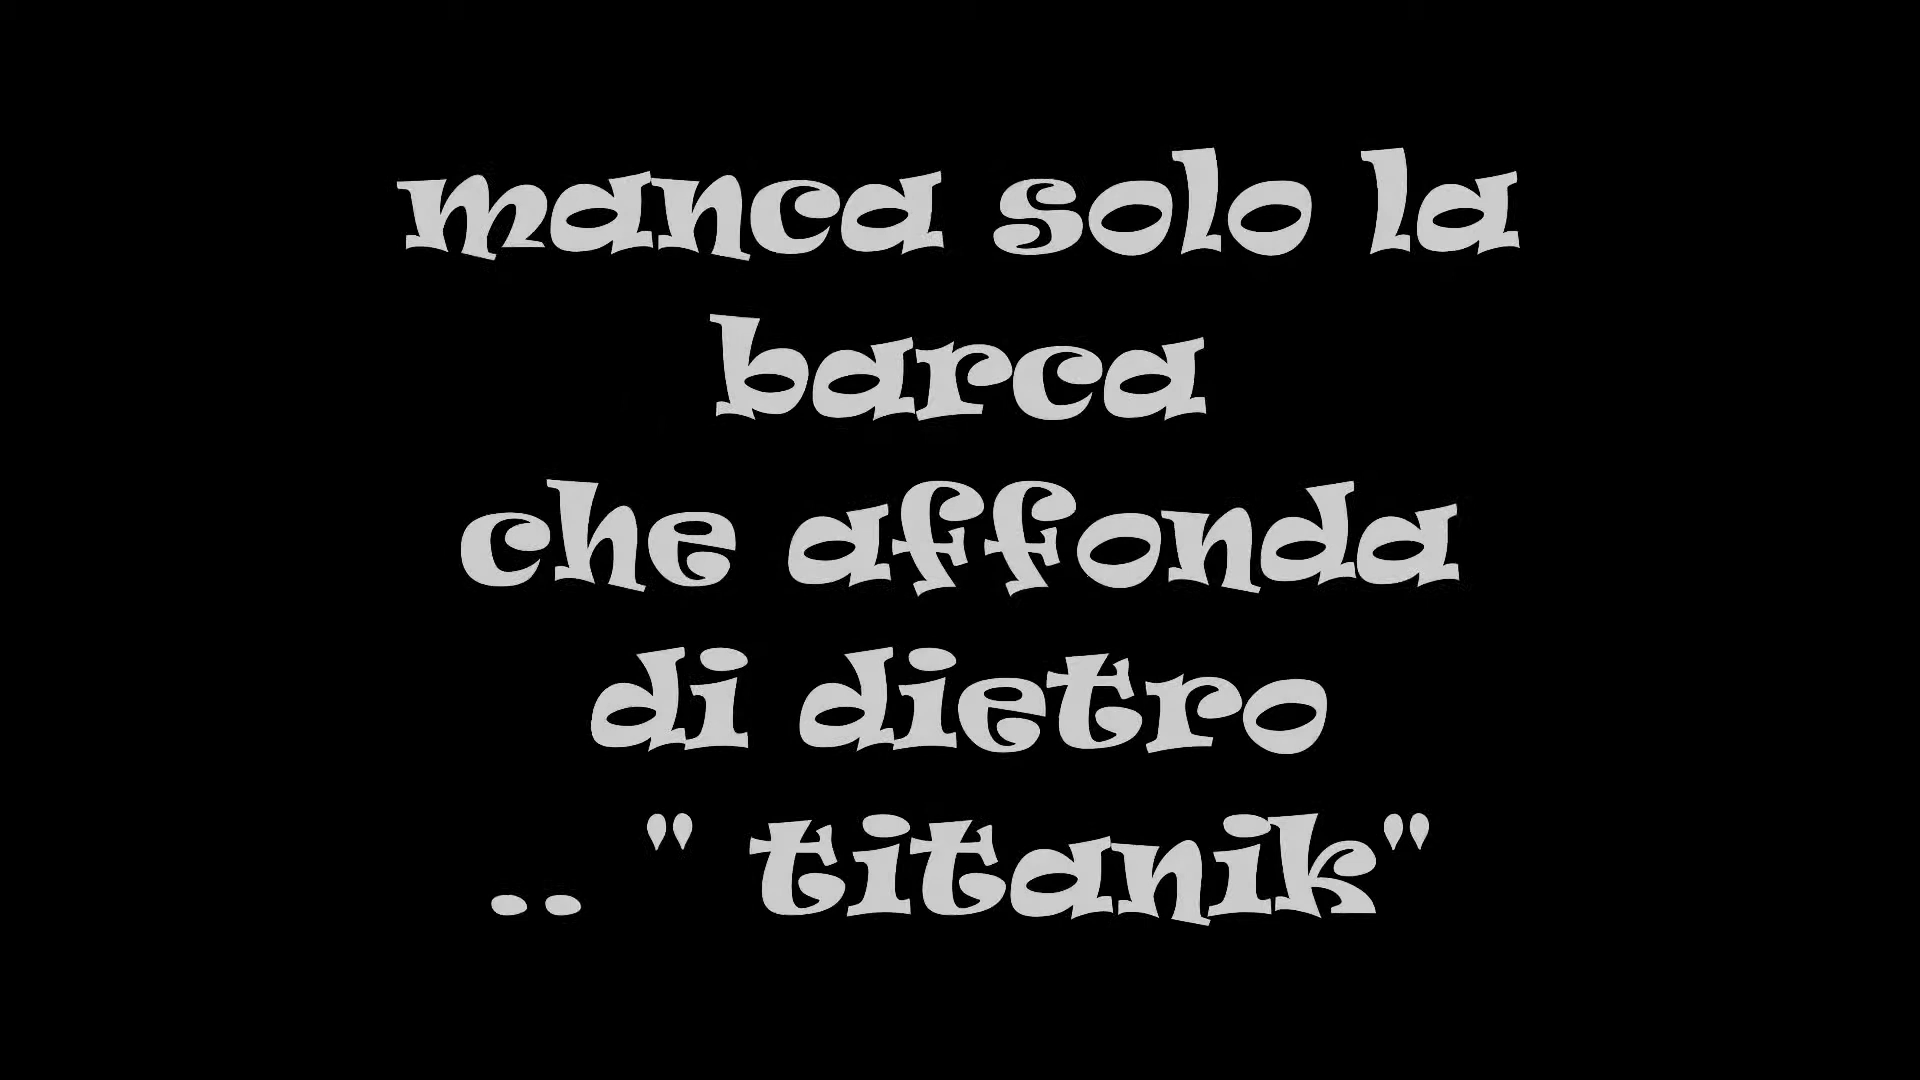 manca solo la
barca
che affonda
di dietro
.. " titanik"